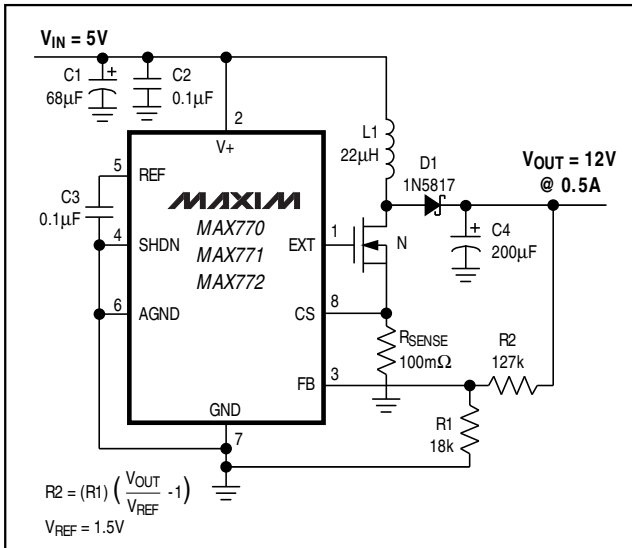 V_IN = 5V
C1
68µF
C2
0.1µF
2
V+
L1
22µH
D1
1N5817
V_OUT = 12V
@ 0.5A
5
REF
C3
0.1µF
MAXIM
MAX770
MAX771
MAX772
4
SHDN
EXT
1
N
C4
200µF
6
AGND
CS
8
R_SENSE
100mΩ
R2
127k
FB
3
GND
7
R1
18k
R2 = (R1) (V_OUT / V_REF -1)
V_REF = 1.5V